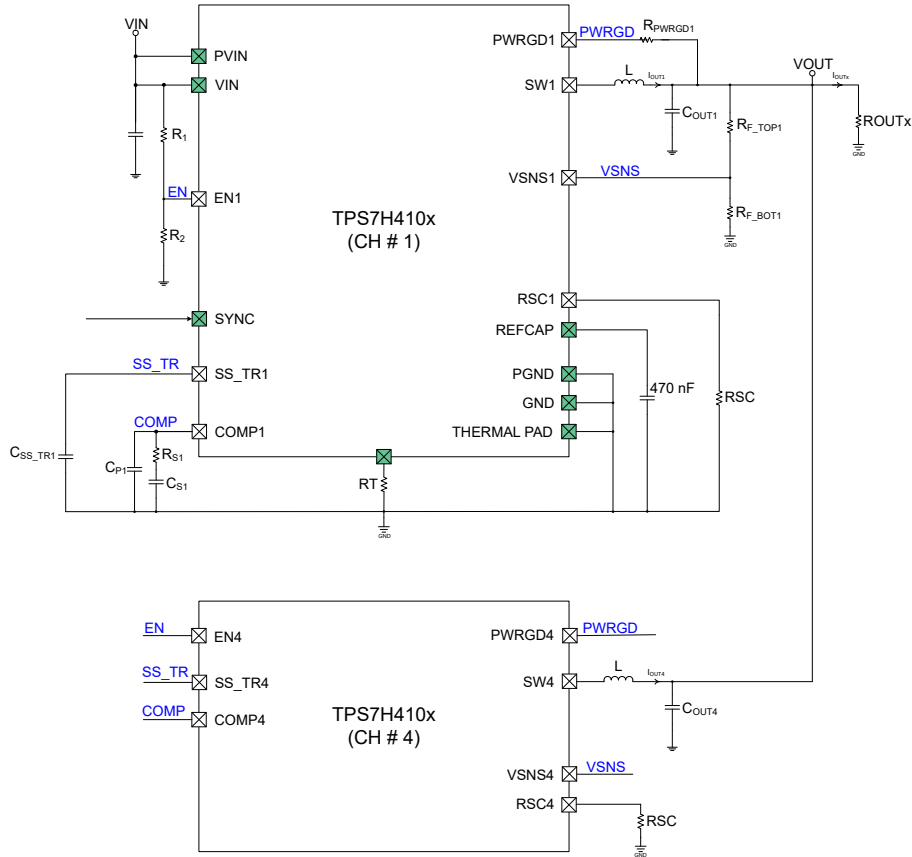 VIN
PVIN
VIN
R1
EN
EN1
R2
SYNC
SS_TR
SS_TR1
COMP
COMP1
CSS_TR1
CP1
RS1
CS1
TPS7H410x
(CH # 1)
PWRGD1
PWRGD
RPWRGD1
SW1
L
IOUT1
COUT1
VOUT
IOUTx
ROUTx
GND
RF_TOP1
VSNS1
VSNS
RF_BOT1
GND
RSC1
REFCAP
PGND
GND
THERMAL PAD
470 nF
RSC
RT
GND
EN
EN4
SS_TR
SS_TR4
COMP
COMP4
TPS7H410x
(CH # 4)
PWRGD4
PWRGD
SW4
L
IOUT4
COUT4
VSNS4
VSNS
RSC4
RSC
GND